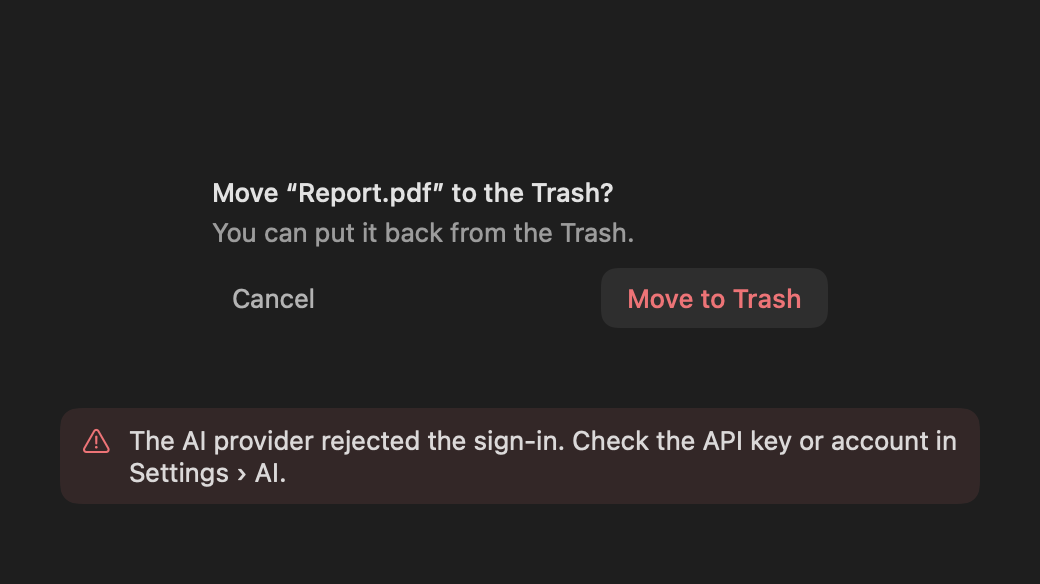 Move “Report.pdf” to the Trash?
You can put it back from the Trash.
Cancel
Move to Trash
The AI provider rejected the sign-in. Check the API key or account in
Settings › AI.